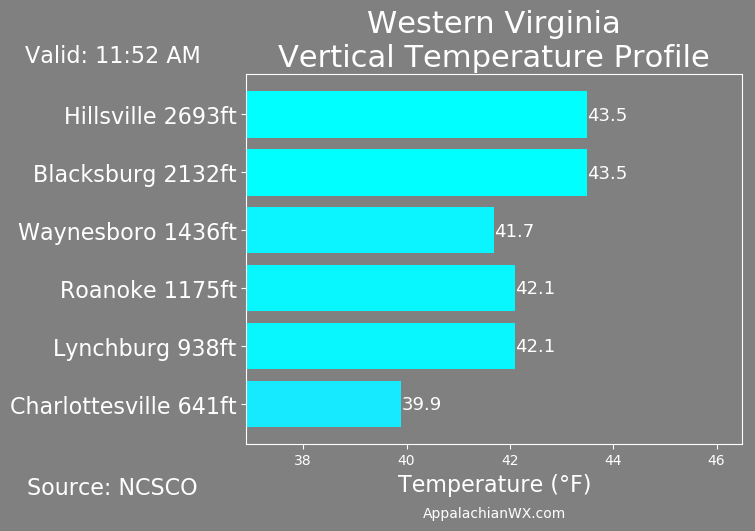 Western Virginia
Vertical Temperature Profile
Valid: 11:52 AM
Hillsville 2693ft
43.5
Blacksburg 2132ft
43.5
Waynesboro 1436ft
41.7
Roanoke 1175ft
42.1
Lynchburg 938ft
42.1
Charlottesville 641ft
39.9
38 40 42 44 46
Temperature (°F)
Source: NCSCO
AppalachianWX.com